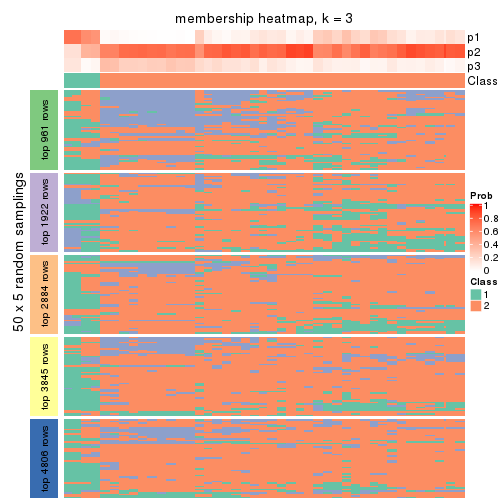 membership heatmap, k = 3
p1
p2
p3
Class
50 x 5 random samplings
top 961 rows
top 1922 rows
top 2884 rows
top 3845 rows
top 4806 rows
Prob
1
0.8
0.6
0.4
0.2
0
Class
1
2